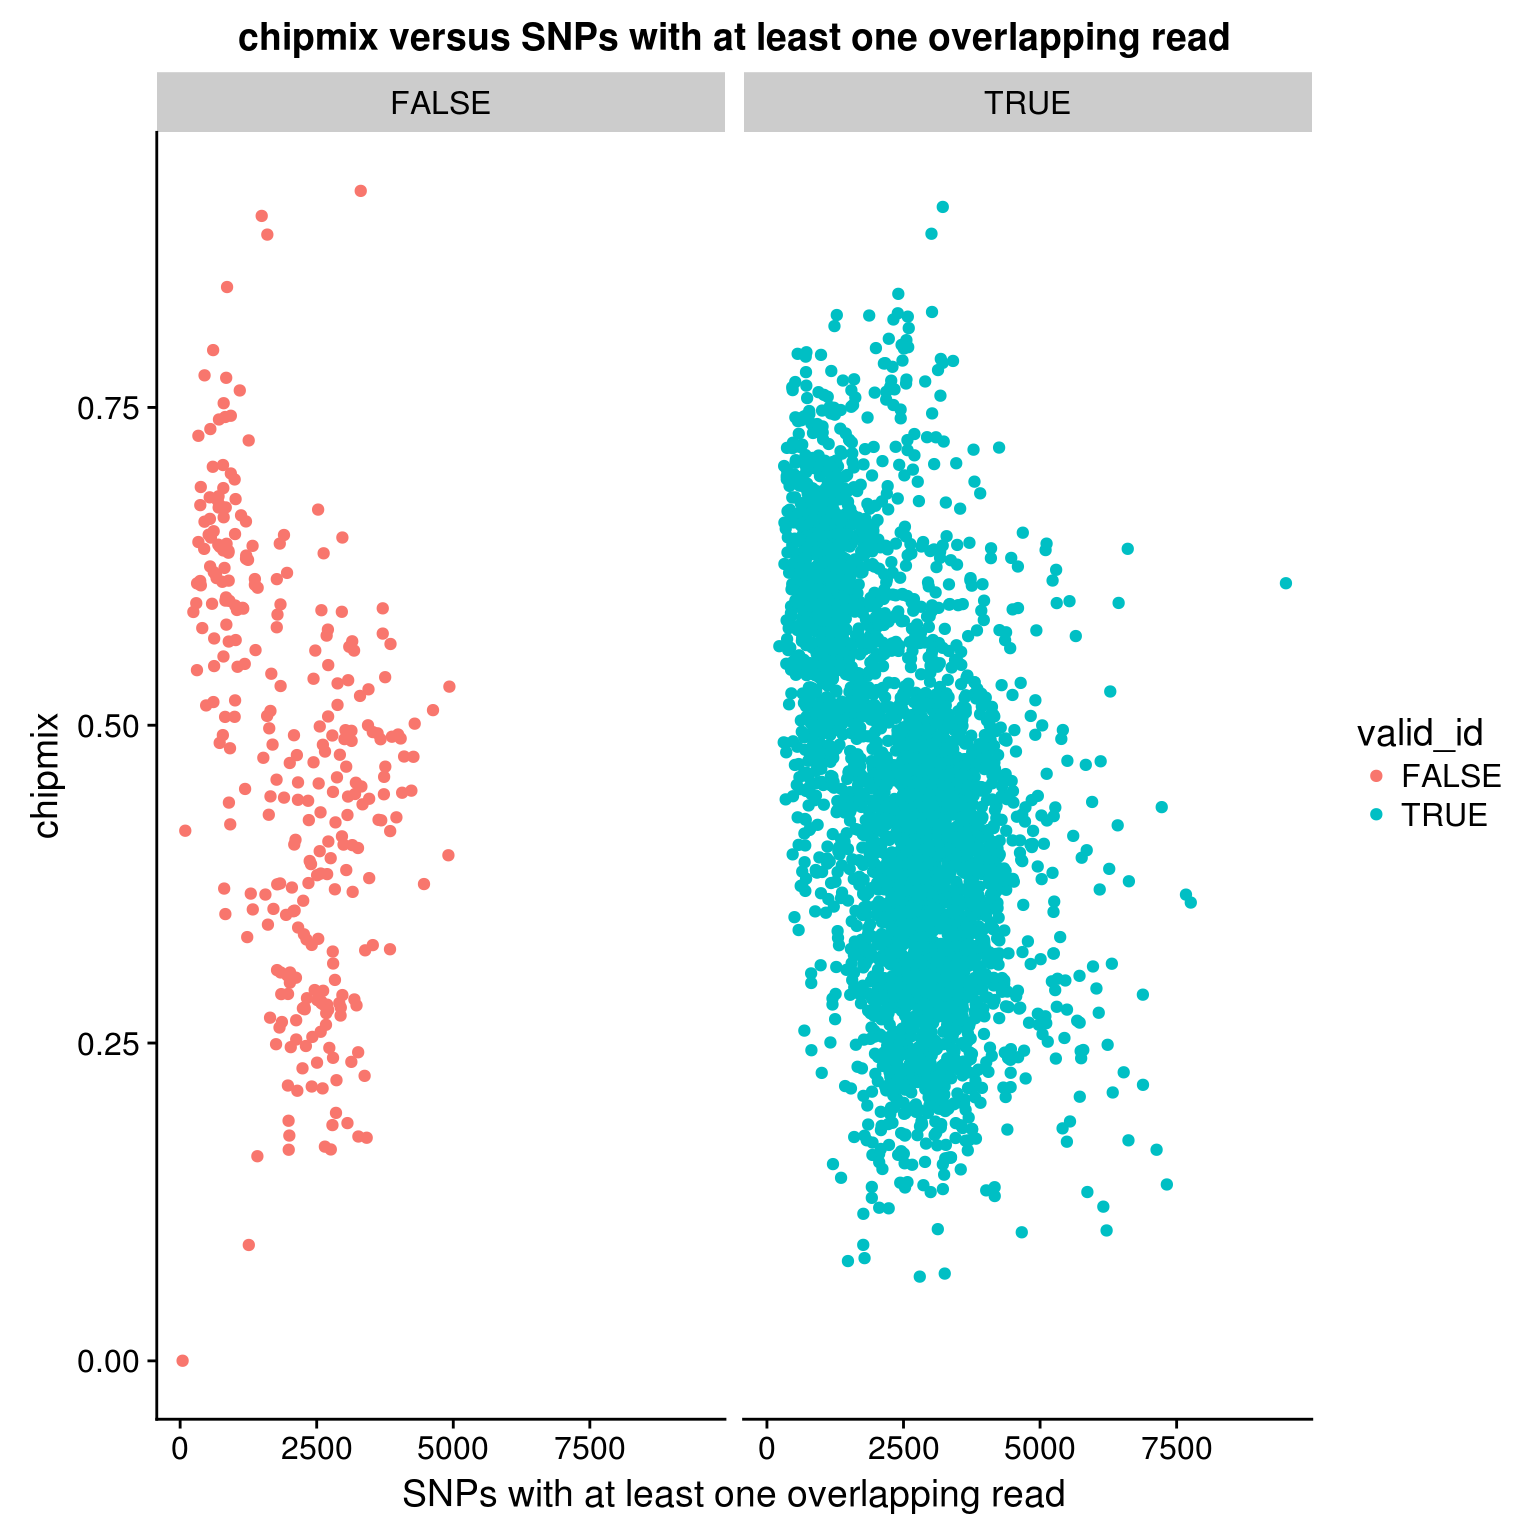 chipmix versus SNPs with at least one overlapping read
FALSE
TRUE
chipmix
0.75
0.50
0.25
0.00
0 2500 5000 7500
0 2500 5000 7500
SNPs with at least one overlapping read
valid_id
FALSE
TRUE